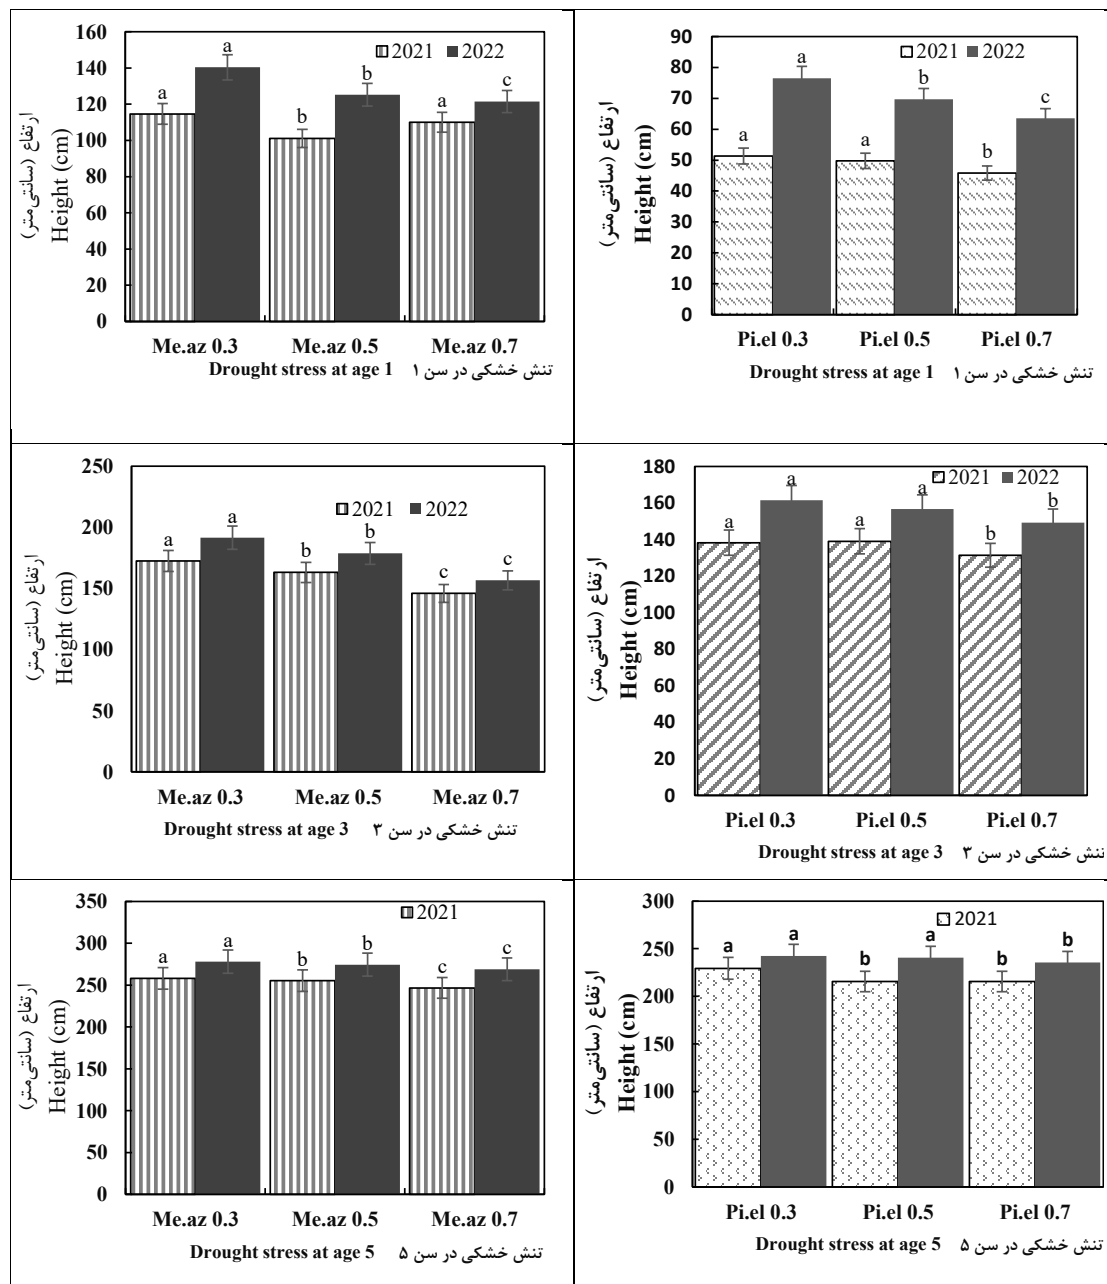 160
140
120
100
80
60
40
20
0
ارتفاع (سانتی‌متر)
Height (cm)
2021 2022
a a b b a c
Me.az 0.3 Me.az 0.5 Me.az 0.7
Drought stress at age 1 تنش خشکی در سن ۱
90
80
70
60
50
40
30
20
10
0
ارتفاع (سانتی‌متر)
Height (cm)
2021 2022
a a a b b c
Pi.el 0.3 Pi.el 0.5 Pi.el 0.7
Drought stress at age 1 تنش خشکی در سن ۱
250
200
150
100
50
0
ارتفاع (سانتی‌متر)
Height (cm)
2021 2022
a a b b c c
Me.az 0.3 Me.az 0.5 Me.az 0.7
Drought stress at age 3 تنش خشکی در سن ۳
180
160
140
120
100
80
60
40
20
0
ارتفاع (سانتی‌متر)
Height (cm)
2021 2022
a a a a b b
Pi.el 0.3 Pi.el 0.5 Pi.el 0.7
Drought stress at age 3 تنش خشکی در سن ۳
350
300
250
200
150
100
50
0
ارتفاع (سانتی‌متر)
Height (cm)
2021
a a b b c c
Me.az 0.3 Me.az 0.5 Me.az 0.7
Drought stress at age 5 تنش خشکی در سن ۵
300
250
200
150
100
50
0
ارتفاع (سانتی‌متر)
Height (cm)
2021
a a b a b b
Pi.el 0.3 Pi.el 0.5 Pi.el 0.7
Drought stress at age 5 تنش خشکی در سن ۵